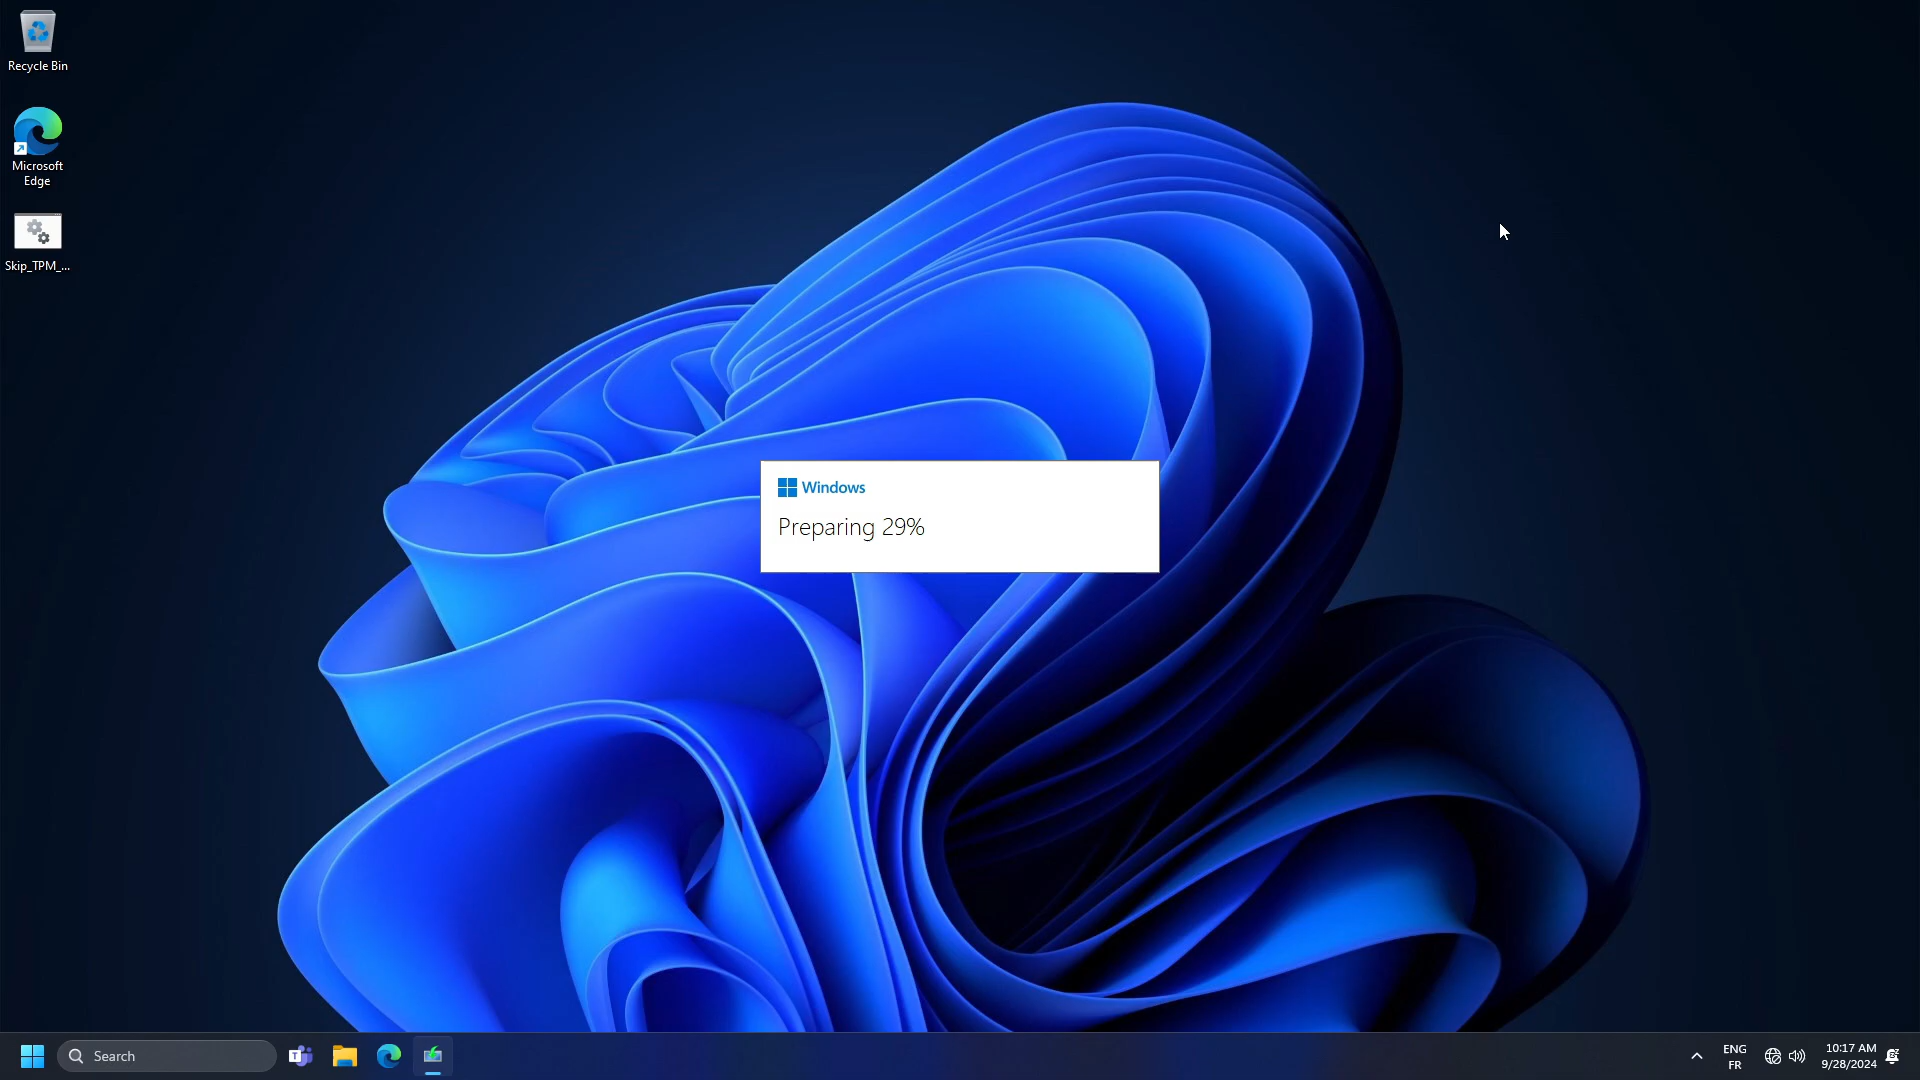 Recycle Bin
Microsoft
Edge
Skip_TPM_...
Windows
Preparing 29%
Search
ENG
FR
10:17 AM
9/28/2024